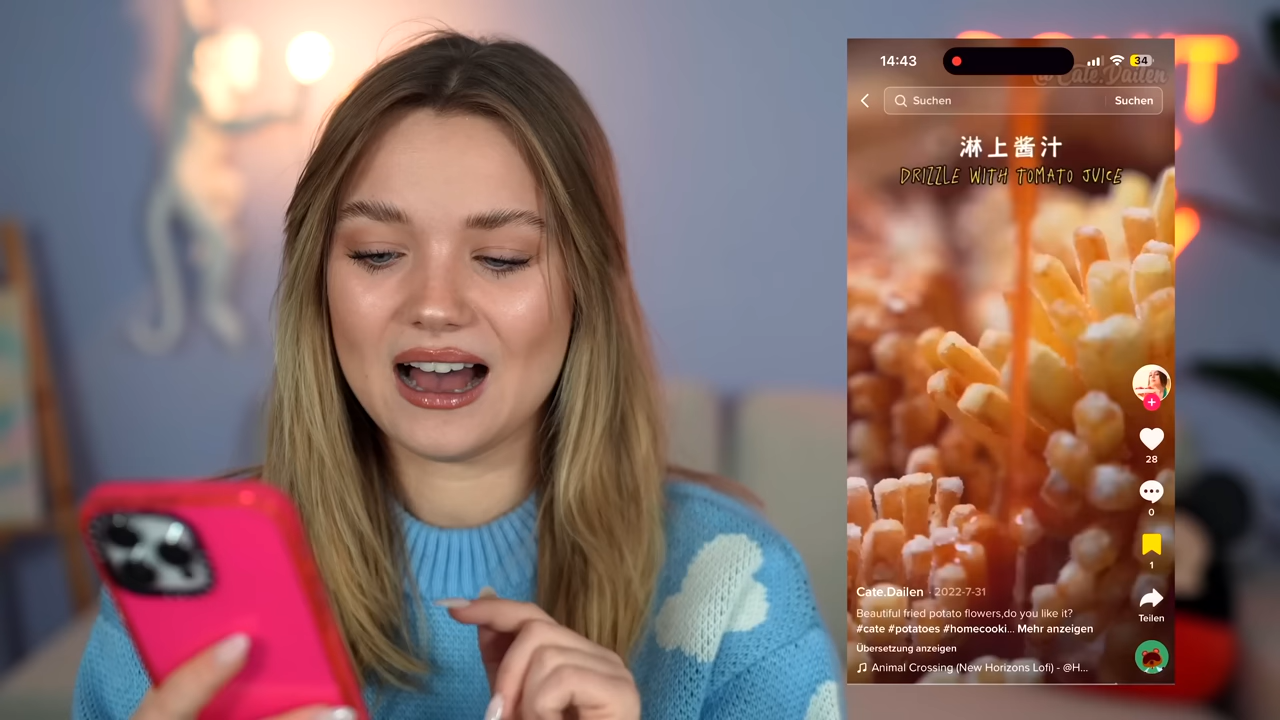 14:43
34
@Cate.Dailen
Suchen
Suchen
淋上酱汁
DRIZZLE WITH TOMATO JUICE
28
0
1
Teilen
Cate.Dailen · 2022-7-31
Beautiful fried potato flowers,do you like it?
#cate #potatoes #homecooki... Mehr anzeigen
Übersetzung anzeigen
Animal Crossing (New Horizons Lofi) - @H...